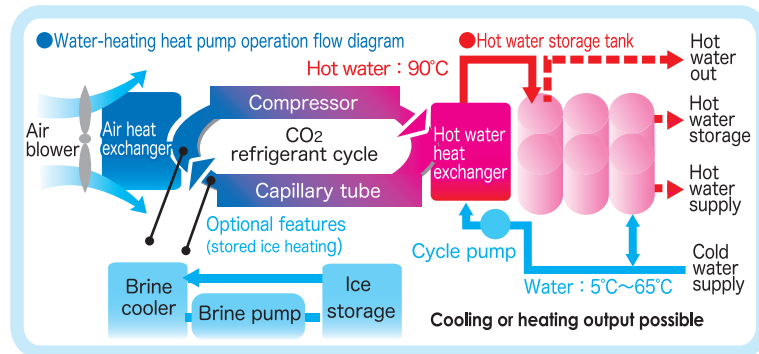 ●Water-heating heat pump operation flow diagram
●Hot water storage tank
Hot water：90℃
Hot
water
out
Air
blower
Air heat
exchanger
Compressor
CO2
refrigerant cycle
Capillary tube
Hot water
heat
exchanger
Hot
water
storage
Hot
water
supply
Optional features
(stored ice heating)
Cycle pump
Cold
water
supply
Water：5℃～65℃
Brine
cooler
Brine pump
Ice
storage
Cooling or heating output possible